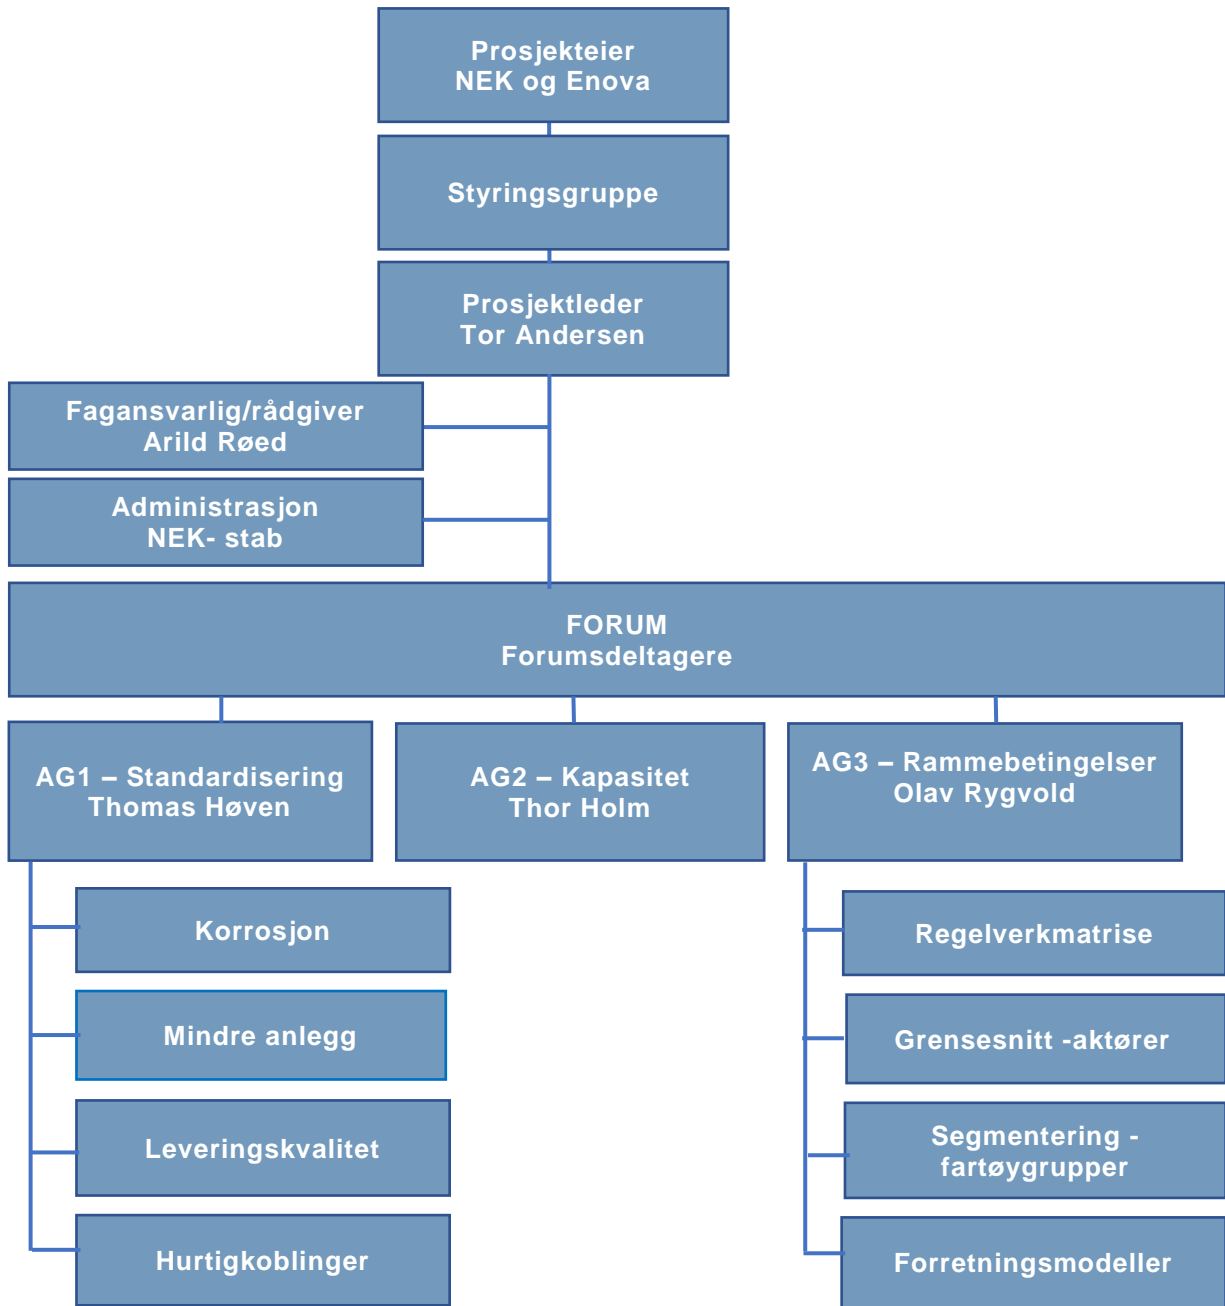 Prosjekteier
NEK og Enova
Styringsgruppe
Prosjektleder
Tor Andersen
Fagansvarlig/rådgiver
Arild Røed
Administrasjon
NEK- stab
FORUM
Forumsdeltagere
AG1 – Standardisering
Thomas Høven
AG2 – Kapasitet
Thor Holm
AG3 – Rammebetingelser
Olav Rygvold
Korrosjon
Mindre anlegg
Leveringskvalitet
Hurtigkoblinger
Regelverkmatrise
Grensesnitt -aktører
Segmentering -
fartøygrupper
Forretningsmodeller